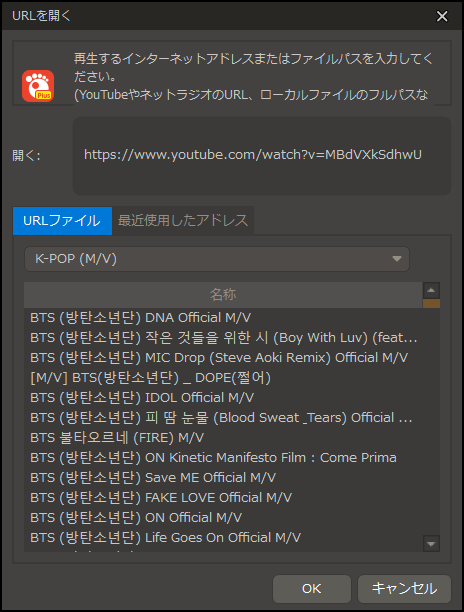 URLを開く
再生するインターネットアドレスまたはファイルパスを入力してく
ださい。
(YouTubeやネットラジオのURL、ローカルファイルのフルパスな
Plus
開く:
https://www.youtube.com/watch?v=MBdVXkSdhwU
URLファイル
最近使用したアドレス
K-POP (M/V)
名称
BTS (방탄소년단) DNA Official M/V
BTS (방탄소년단) 작은 것들을 위한 시 (Boy With Luv) (feat...
BTS (방탄소년단) MIC Drop (Steve Aoki Remix) Official M/V
[M/V] BTS(방탄소년단) _ DOPE(쩔어)
BTS (방탄소년단) IDOL Official M/V
BTS (방탄소년단) 피 땀 눈물 (Blood Sweat _Tears) Official ...
BTS 불타오르네 (FIRE) M/V
BTS (방탄소년단) ON Kinetic Manifesto Film : Come Prima
BTS (방탄소년단) Save ME Official M/V
BTS (방탄소년단) FAKE LOVE Official M/V
BTS (방탄소년단) ON Official M/V
BTS (방탄소년단) Life Goes On Official M/V
OK
キャンセル